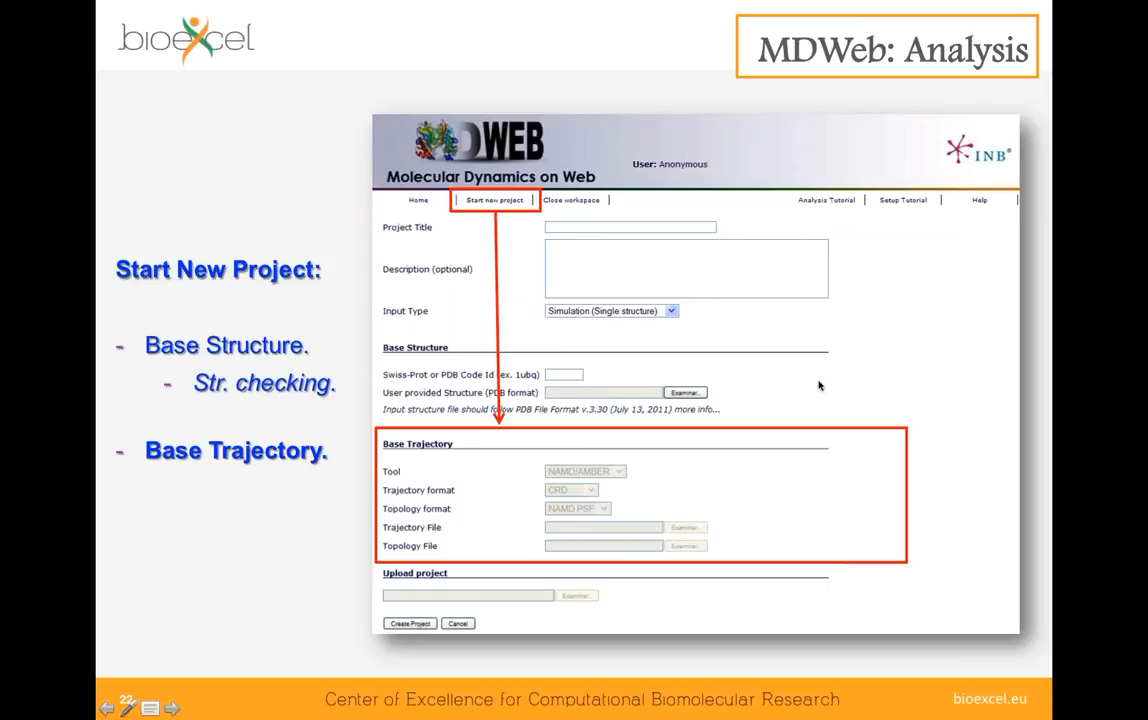 bioexcel
MDWeb: Analysis
MDWEB
Molecular Dynamics on Web
User: Anonymous
INB®
Home | Start new project | Close workspace | Analysis Tutorial | Setup Tutorial | Help |
Project Title
Description (optional)
Input Type Simulation (Single structure)
Base Structure
Swiss-Prot or PDB Code Id (ex. 1ubq)
User provided Structure (PDB format) Examinar...
Input structure file should follow PDB File Format v.3.30 (July 13, 2011) more info...
Base Trajectory
Tool NAMD/AMBER
Trajectory format CRD
Topology format NAMD PSF
Trajectory File Examinar...
Topology File Examinar...
Upload project
Examinar...
Create Project Cancel
Start New Project:
- Base Structure.
- Str. checking.
- Base Trajectory.
22
Center of Excellence for Computational Biomolecular Research
bioexcel.eu